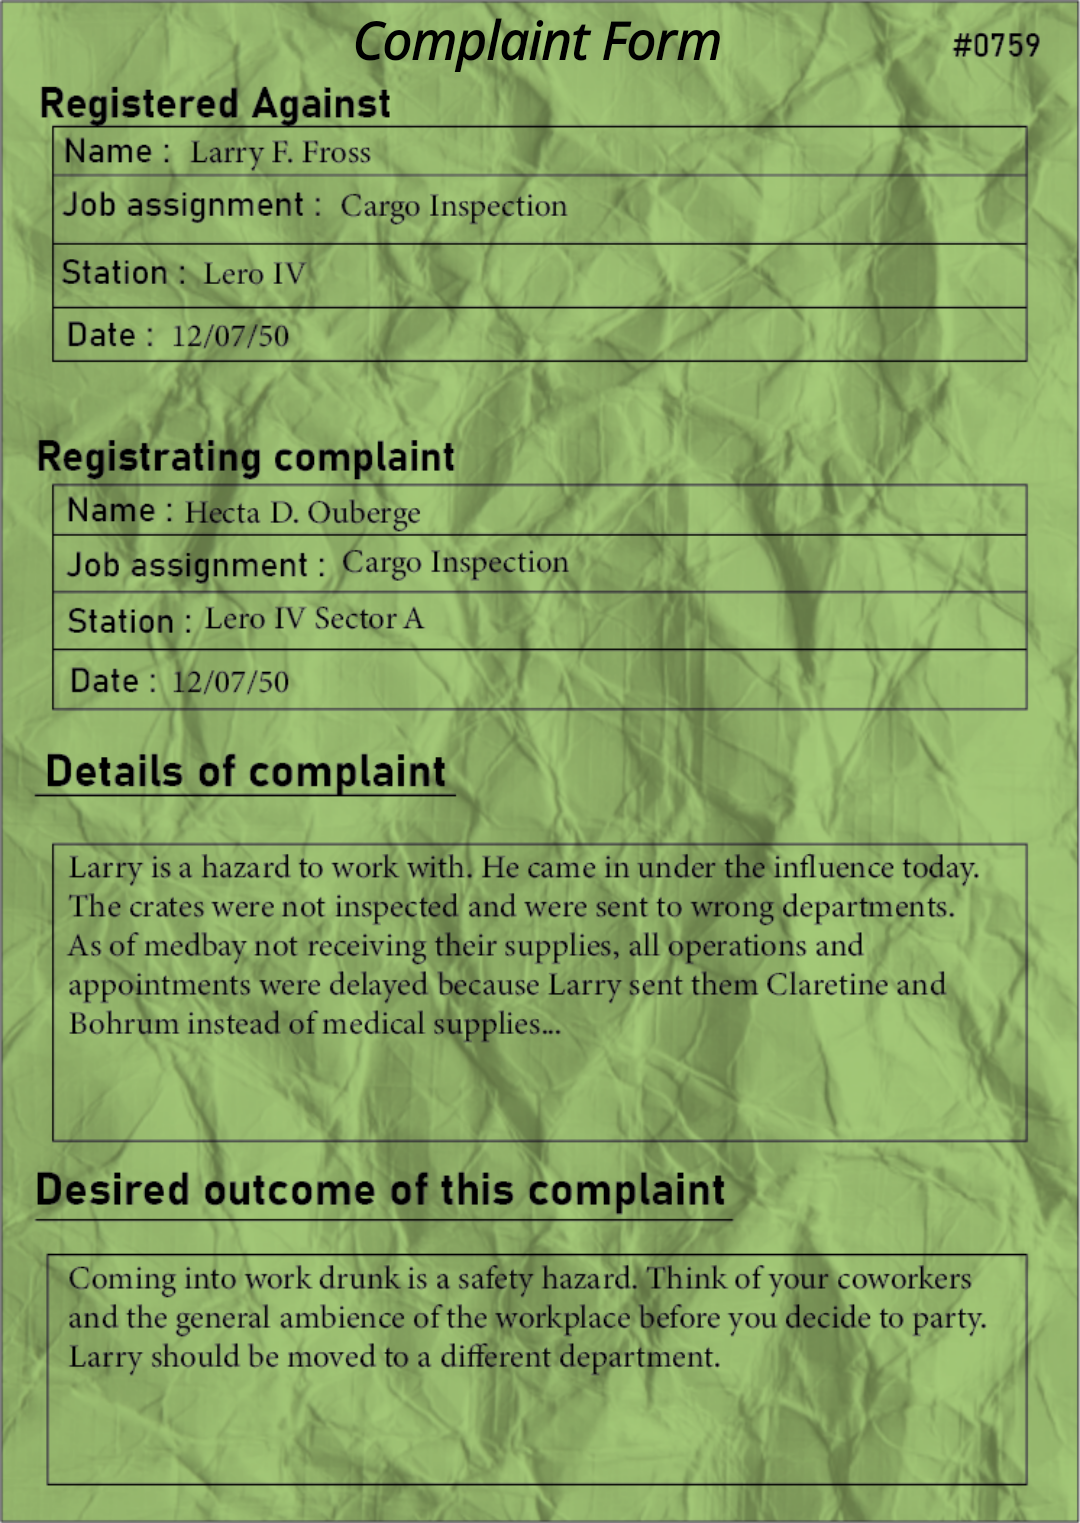 Complaint Form
#0759
Registered Against
Name : Larry F. Fross
Job assignment : Cargo Inspection
Station : Lero IV
Date : 12/07/50
Registrating complaint
Name : Hecta D. Ouberge
Job assignment : Cargo Inspection
Station : Lero IV Sector A
Date : 12/07/50
Details of complaint
Larry is a hazard to work with. He came in under the influence today.
The crates were not inspected and were sent to wrong departments.
As of medbay not receiving their supplies, all operations and
appointments were delayed because Larry sent them Claretine and
Bohrum instead of medical supplies...
Desired outcome of this complaint
Coming into work drunk is a safety hazard. Think of your coworkers
and the general ambience of the workplace before you decide to party.
Larry should be moved to a different department.